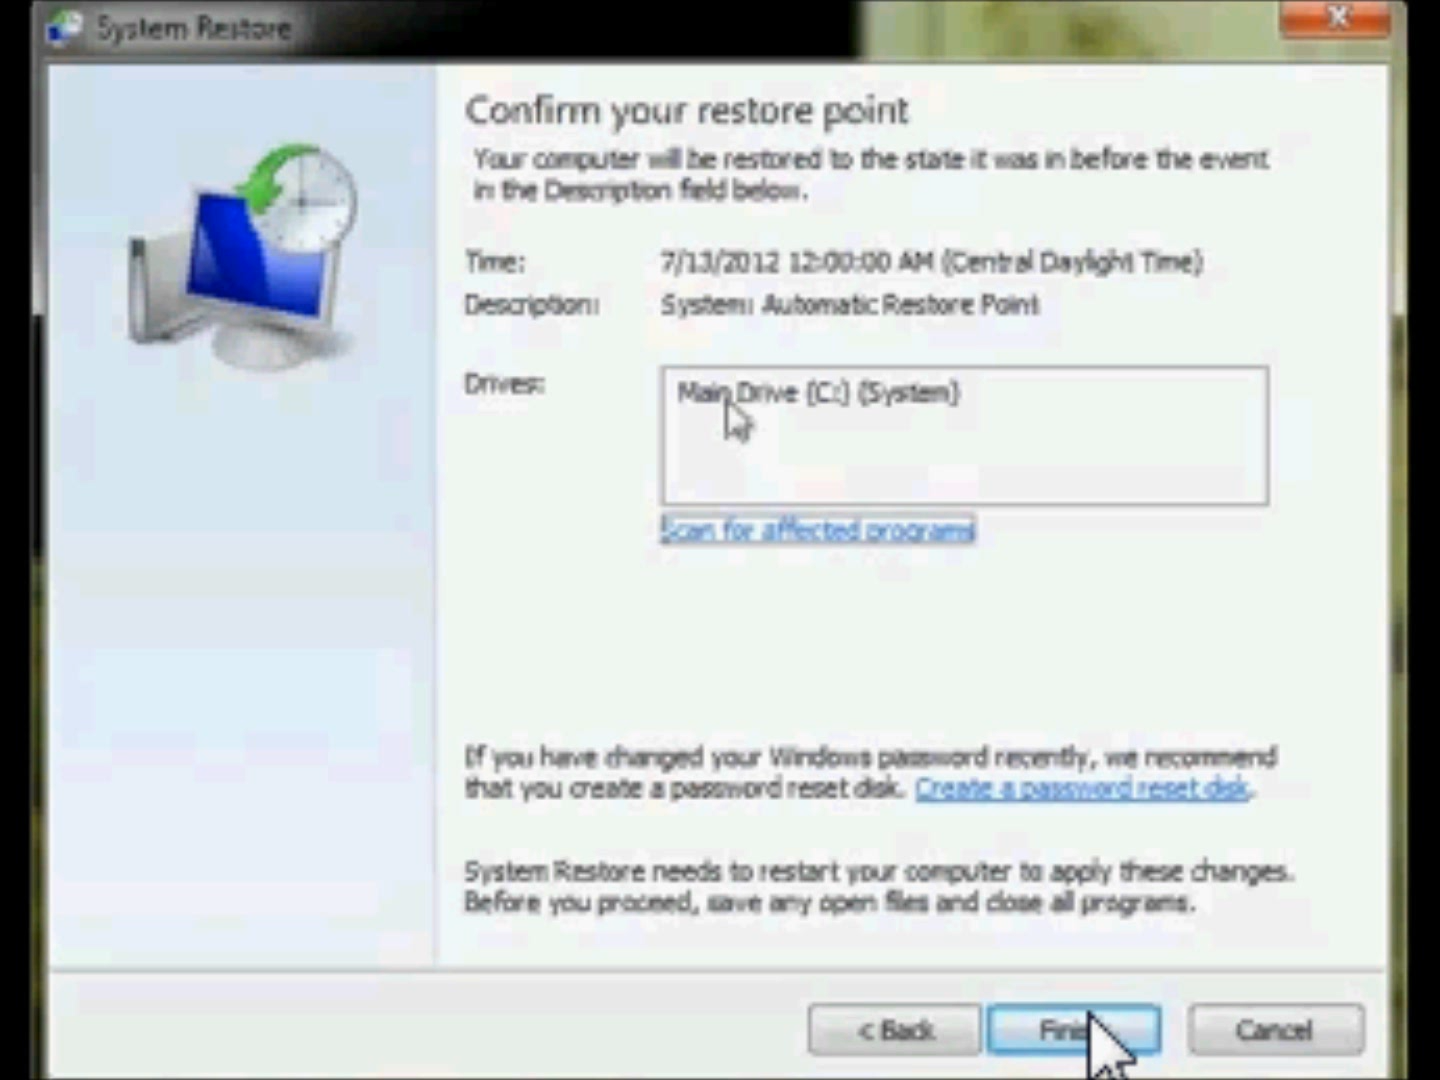 System Restore
Confirm your restore point
Your computer will be restored to the state it was in before the event
in the Description field below.
Time: 7/13/2012 12:00:00 AM (Central Daylight Time)
Description: System: Automatic Restore Point
Drives: Main Drive (C:) (System)
Scan for affected programs
If you have changed your Windows password recently, we recommend
that you create a password reset disk. Create a password reset disk.
System Restore needs to restart your computer to apply these changes.
Before you proceed, save any open files and close all programs.
< Back Fini Cancel